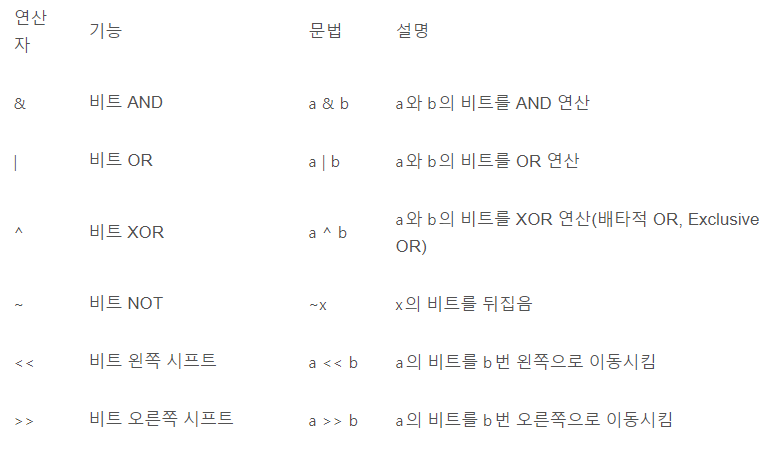 연산
자 기능 문법 설명
& 비트 AND a & b a와 b의 비트를 AND 연산
| 비트 OR a | b a와 b의 비트를 OR 연산
^ 비트 XOR a ^ b a와 b의 비트를 XOR 연산(배타적 OR, Exclusive
OR)
~ 비트 NOT ~x x의 비트를 뒤집음
<< 비트 왼쪽 시프트 a << b a의 비트를 b번 왼쪽으로 이동시킴
>> 비트 오른쪽 시프트 a >> b a의 비트를 b번 오른쪽으로 이동시킴